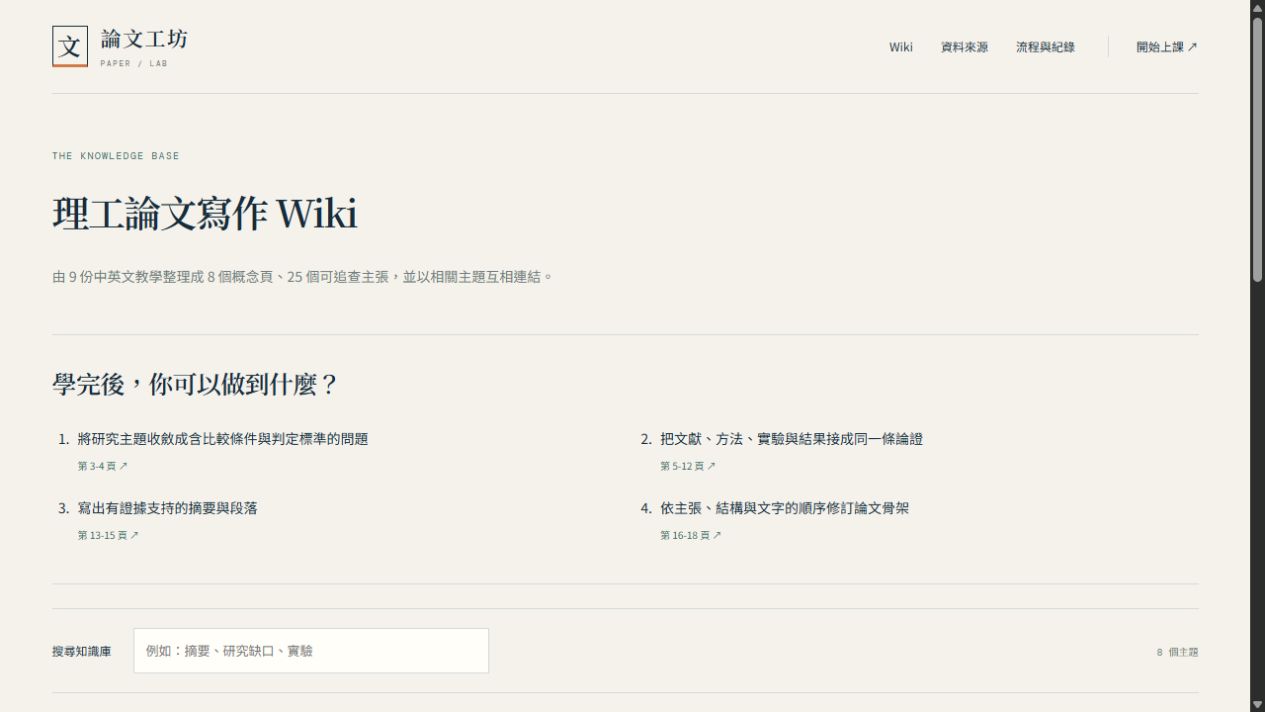 文
論文工坊
PAPER / LAB
Wiki
資料來源
流程與紀錄
開始上課 ↗
THE KNOWLEDGE BASE
理工論文寫作 Wiki
由 9 份中英文教學整理成 8 個概念頁、25 個可追查主張，並以相關主題互相連結。
學完後，你可以做到什麼？
1. 將研究主題收斂成含比較條件與判定標準的問題
第 3-4 頁 ↗
2. 把文獻、方法、實驗與結果接成同一條論證
第 5-12 頁 ↗
3. 寫出有證據支持的摘要與段落
第 13-15 頁 ↗
4. 依主張、結構與文字的順序修訂論文骨架
第 16-18 頁 ↗
搜尋知識庫
例如：摘要、研究缺口、實驗
8 個主題